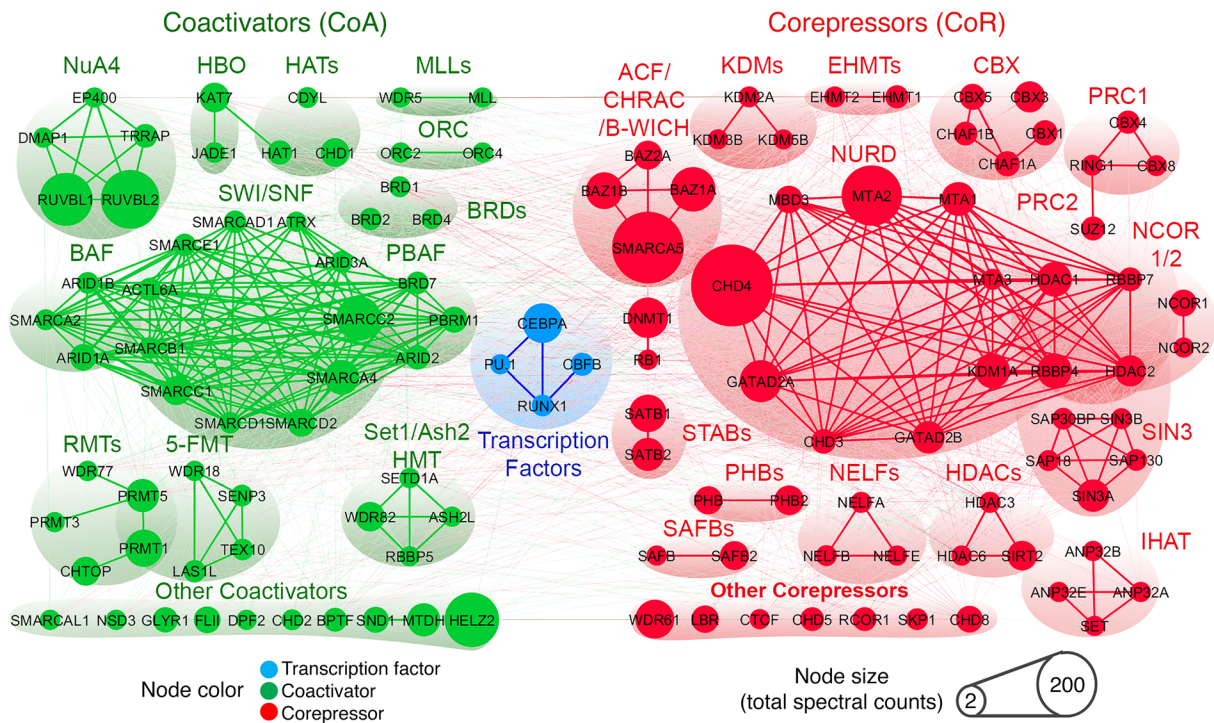 Coactivators (CoA)
Corepressors (CoR)
NuA4
HBO
HATs
MLLs
EP400
DMAP1
TRRAP
RUVBL1
RUVBL2
KAT7
JADE1
CDYL
HAT1
CHD1
WDR5
MLL
ORC
ORC2
ORC4
BRD1
BRD2
BRD4
BRDs
SWI/SNF
SMARCAD1
ATRX
SMARCE1
ARID3A
BAF
PBAF
ARID1B
ACTL6A
BRD7
SMARCA2
SMARCC2
PBRM1
ARID1A
SMARCB1
ARID2
SMARCC1
SMARCA4
SMARCD1
SMARCD2
CEBPA
PU.1
CBFB
RUNX1
Transcription
Factors
RMTs
WDR77
PRMT5
PRMT3
PRMT1
CHTOP
5-FMT
WDR18
SENP3
TEX10
LAS1L
Set1/Ash2
HMT
SETD1A
WDR82
ASH2L
RBBP5
Other Coactivators
SMARCAL1
NSD3
GLYR1
FLII
DPF2
CHD2
BPTF
SND1
MTDH
HELZ2
ACF/
CHRAC
/B-WICH
BAZ2A
BAZ1B
BAZ1A
SMARCA5
KDMs
KDM2A
KDM3B
KDM5B
EHMTs
EHMT2
EHMT1
CBX
CBX5
CBX3
CHAF1B
CBX1
CHAF1A
PRC1
CBX4
RING1
CBX8
PRC2
SUZ12
NURD
MBD3
MTA2
MTA1
CHD4
MTA3
HDAC1
RBBP7
GATAD2A
KDM1A
RBBP4
HDAC2
CHD3
GATAD2B
NCOR
1/2
NCOR1
NCOR2
DNMT1
RB1
SATB1
SATB2
STABs
SAP30BP
SIN3B
SIN3
SAP18
SAP130
SIN3A
PHBs
PHB
PHB2
NELFs
NELFA
NELFB
NELFE
HDACs
HDAC3
HDAC6
SIRT2
SAFBs
SAFB
SAFB2
IHAT
ANP32B
ANP32E
ANP32A
SET
Other Corepressors
WDR61
LBR
CTCF
CHD5
RCOR1
SKP1
CHD8
Node color
Transcription factor
Coactivator
Corepressor
Node size
(total spectral counts)
2
200